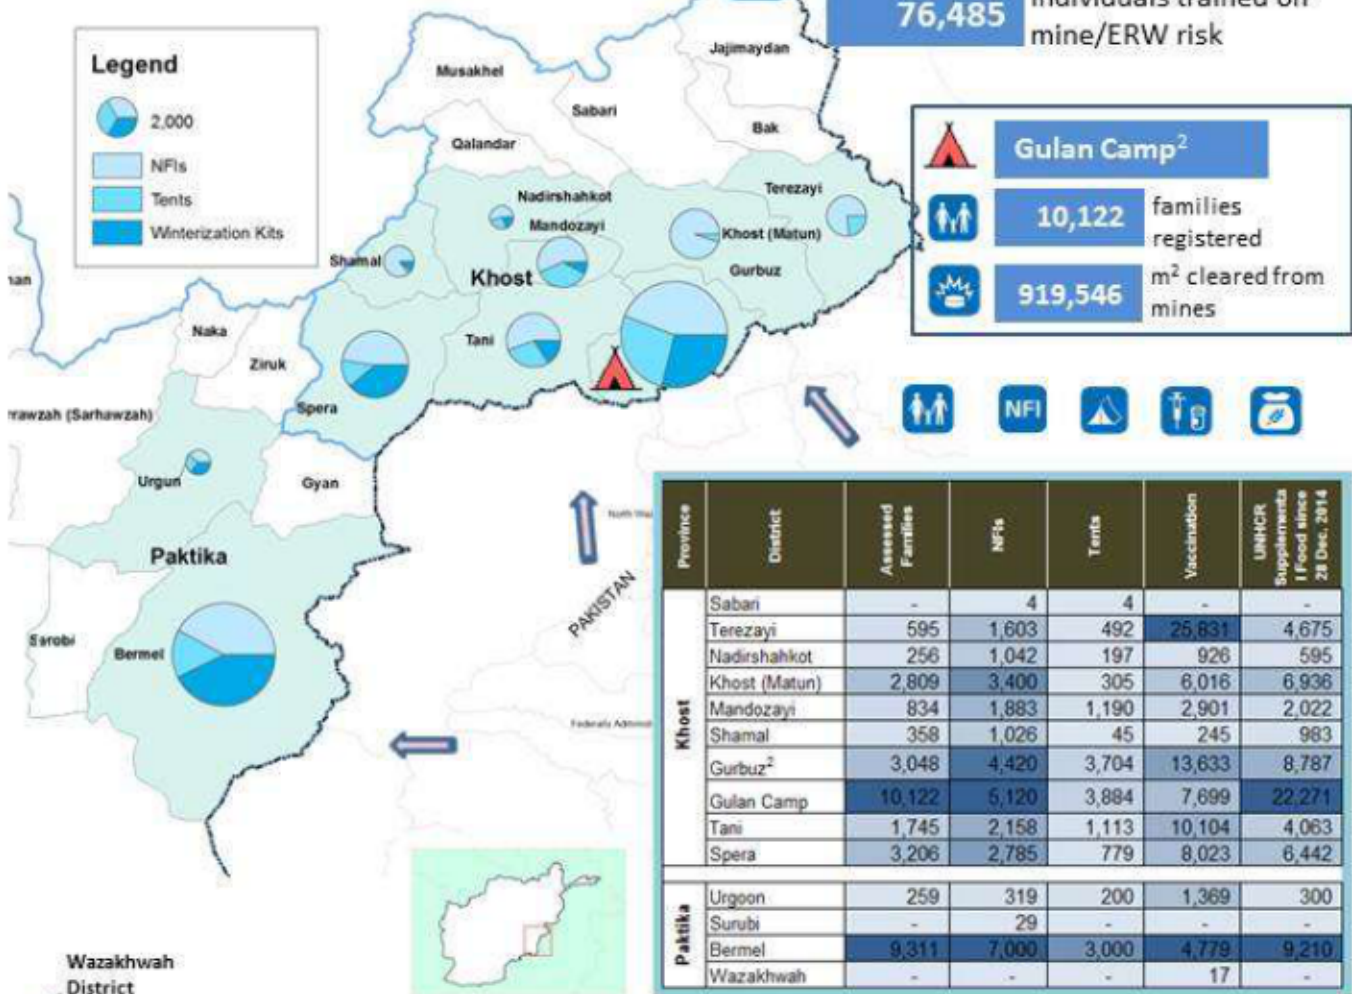 76,485
individuals trained on
mine/ERW risk
Legend
2,000
NFIs
Tents
Winterization Kits
Musakhel
Jajimaydan
Sabari
Qalandar
Bak
Nadirshahkot
Mandozayi
Terezayi
Khost (Matun)
Gurbuz
Shamal
Khost
Tani
Spera
Naka
Ziruk
Urgun
Gyan
Paktika
Bermel
PAKISTAN
Gulan Camp2
10,122
families
registered
919,546
m2 cleared from
mines
NFI
Province District Assessed Families NFIs Tents Vaccination UNHCR Supplementa l Food since 28 Dec. 2014
Khost
Sabari - 4 4 - -
Terezayi 595 1,603 492 25,831 4,675
Nadirshahkot 256 1,042 197 926 595
Khost (Matun) 2,809 3,400 305 6,016 6,936
Mandozayi 834 1,883 1,190 2,901 2,022
Shamal 358 1,026 45 245 983
Gurbuz2 3,048 4,420 3,704 13,633 8,787
Gulan Camp 10,122 5,120 3,884 7,699 22,271
Tani 1,745 2,158 1,113 10,104 4,063
Spera 3,206 2,785 779 8,023 6,442
Paktika
Urgoon 259 319 200 1,369 300
Surubi - 29 - - -
Bermel 9,311 7,000 3,000 4,779 9,210
Wazakhwah - - - 17 -
Wazakhwah
District